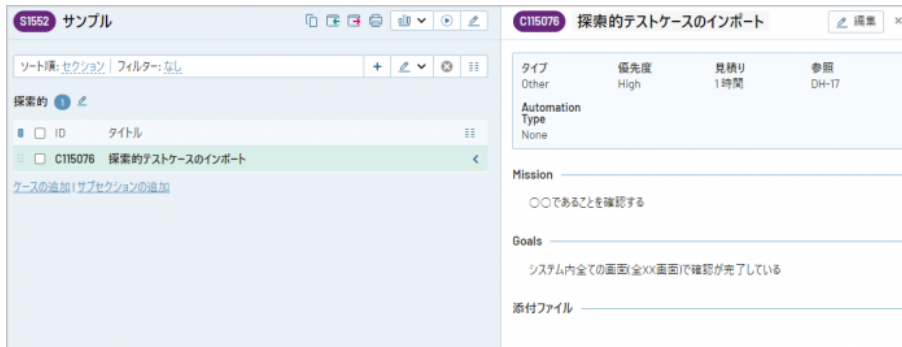 S1552 サンプル
ソート順: セクション | フィルター: なし
探索的 1
ID タイトル
C115076 探索的テストケースのインポート
ケースの追加 | サブセクションの追加
C115076 探索的テストケースのインポート 編集
タイプ 優先度 見積り 参照
Other High 1 時間 DH-17
Automation
Type
None
Mission
〇〇であることを確認する
Goals
システム内全ての画面(全XX画面)で確認が完了している
添付ファイル